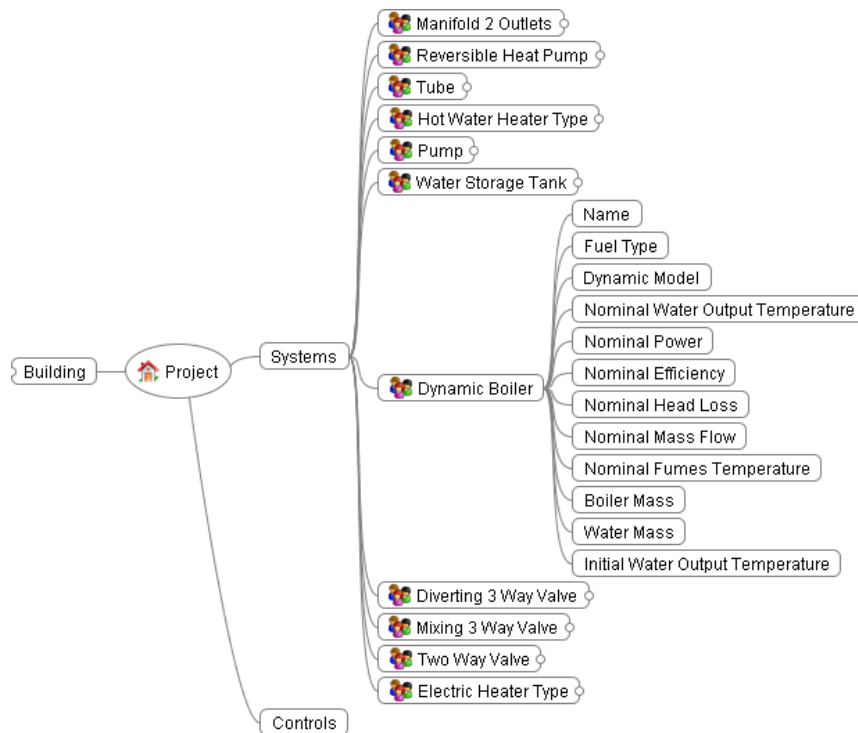 Manifold 2 Outlets
Reversible Heat Pump
Tube
Hot Water Heater Type
Pump
Water Storage Tank
Name
Fuel Type
Dynamic Model
Nominal Water Output Temperature
Nominal Power
Building
Project
Systems
Nominal Efficiency
Dynamic Boiler
Nominal Head Loss
Nominal Mass Flow
Nominal Fumes Temperature
Boiler Mass
Water Mass
Initial Water Output Temperature
Diverting 3 Way Valve
Mixing 3 Way Valve
Two Way Valve
Electric Heater Type
Controls